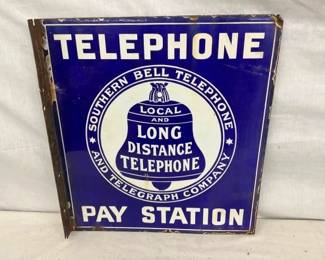 TELEPHONE
SOUTHERN BELL TELEPHONE
LOCAL
AND
LONG
DISTANCE
TELEPHONE
AND TELEGRAPH COMPANY
PAY STATION